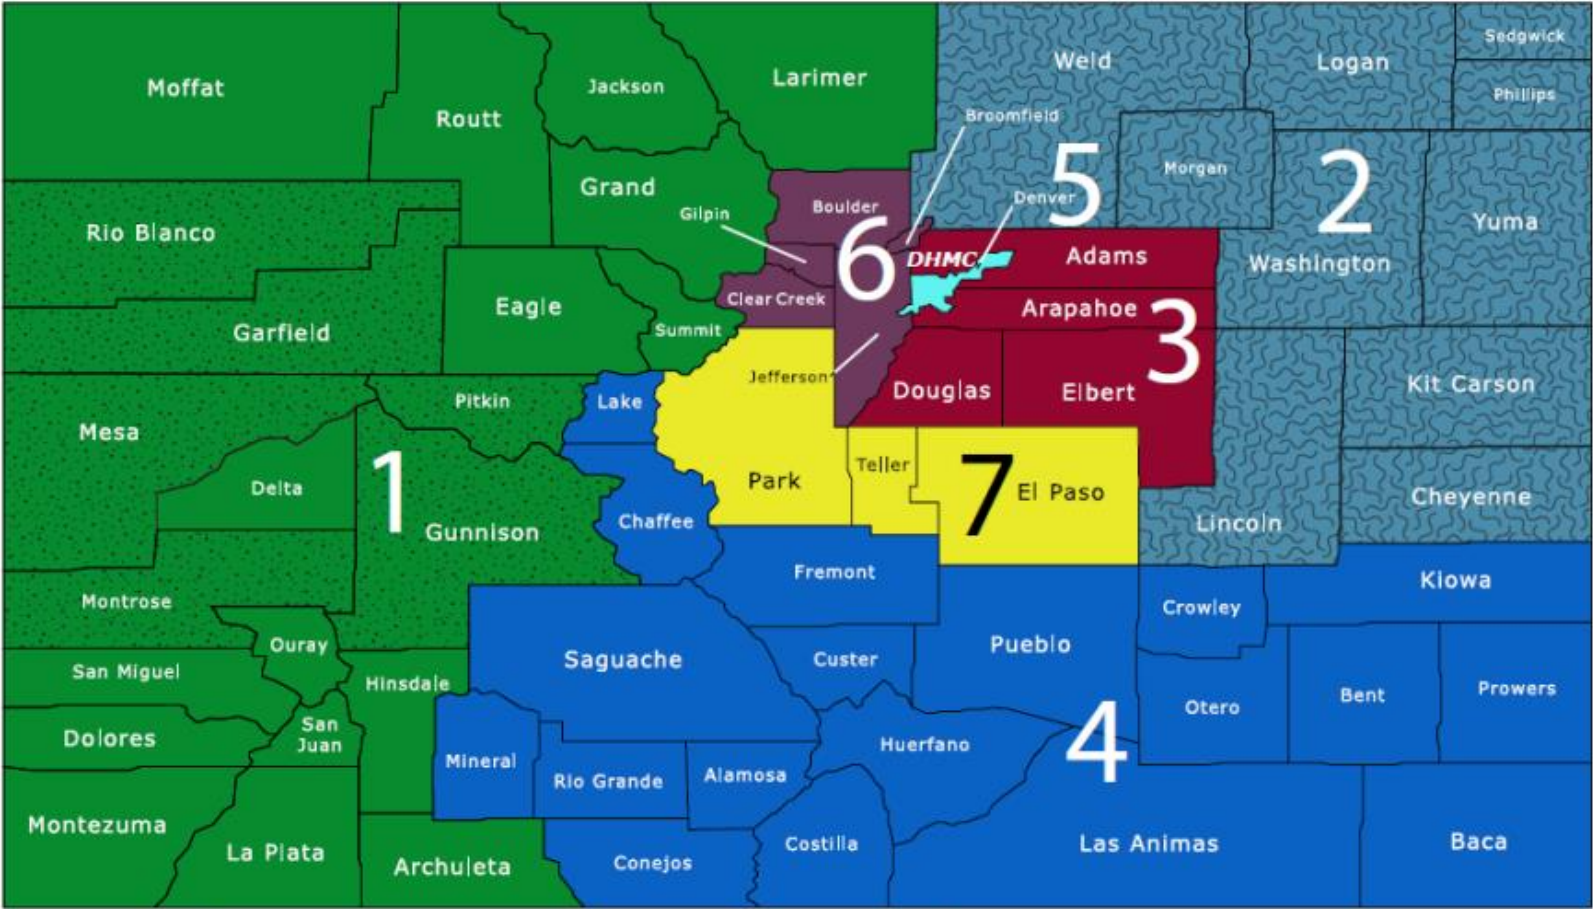 Moffat
Routt
Jackson
Larimer
Weld
Logan
Sedgwick
Phillips
Broomfield
5
Morgan
2
Yuma
Rio Blanco
Grand
Gilpin
Boulder
6
Denver
DHMC
Adams
Washington
Garfield
Eagle
Summit
Clear Creek
Arapahoe
3
Jefferson
Douglas
Elbert
Kit Carson
Mesa
Pitkin
Lake
Delta
1
Gunnison
Chaffee
Park
Teller
7
El Paso
Lincoln
Cheyenne
Montrose
Fremont
Crowley
Kiowa
Ouray
San Miguel
Hinsdale
Saguache
Custer
Pueblo
Otero
Bent
Prowers
Dolores
San
Juan
Mineral
Rio Grande
Alamosa
Huerfano
4
Montezuma
La Plata
Archuleta
Conejos
Costilla
Las Animas
Baca